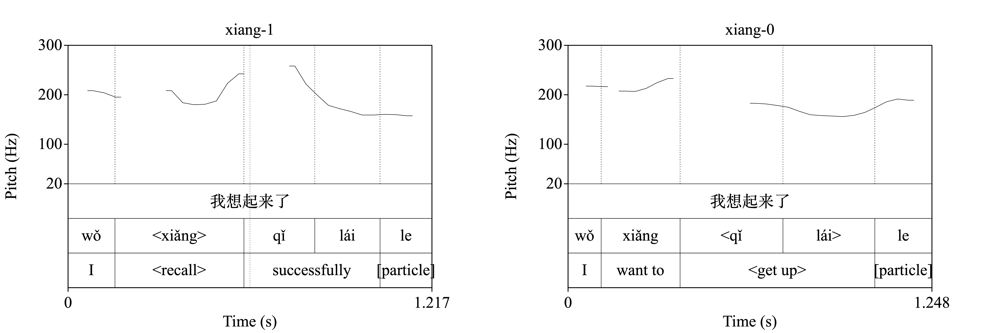 xiang-1
300
200
100
20
Pitch (Hz)
我想起来了
wǒ <xiǎng> qǐ lái le
I <recall> successfully [particle]
0 1.217
Time (s)
xiang-0
300
200
100
20
Pitch (Hz)
我想起来了
wǒ xiǎng <qǐ lái> le
I want to <get up> [particle]
0 1.248
Time (s)